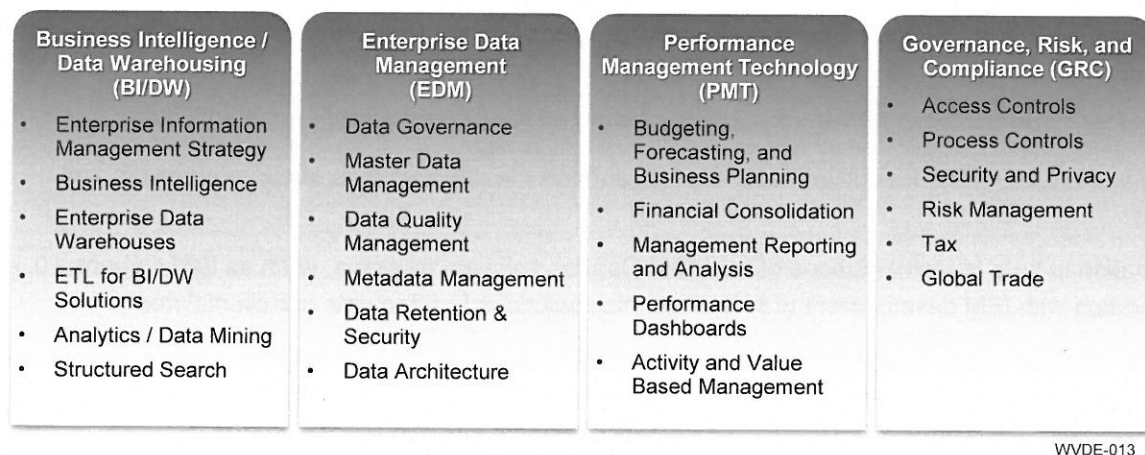 Business Intelligence /
Data Warehousing
(BI/DW)
• Enterprise Information
Management Strategy
• Business Intelligence
• Enterprise Data
Warehouses
• ETL for BI/DW
Solutions
• Analytics / Data Mining
• Structured Search
Enterprise Data
Management
(EDM)
• Data Governance
• Master Data
Management
• Data Quality
Management
• Metadata Management
• Data Retention &
Security
• Data Architecture
Performance
Management Technology
(PMT)
• Budgeting,
Forecasting, and
Business Planning
• Financial Consolidation
• Management Reporting
and Analysis
• Performance
Dashboards
• Activity and Value
Based Management
Governance, Risk, and
Compliance (GRC)
• Access Controls
• Process Controls
• Security and Privacy
• Risk Management
• Tax
• Global Trade
WVDE-013